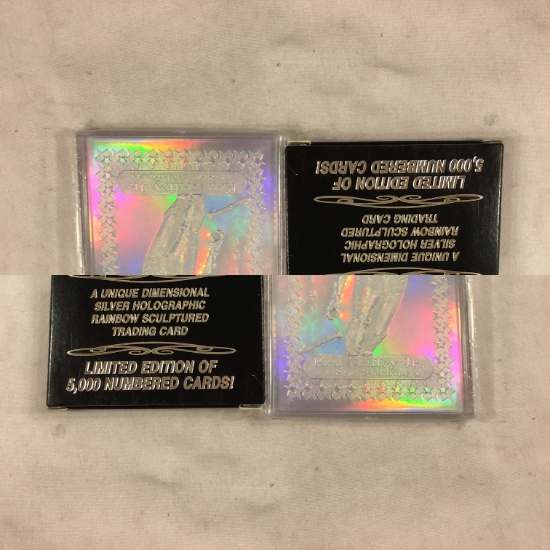 LIMITED EDITION OF
5,000 NUMBERED CARDS!
A UNIQUE DIMENSIONAL
SILVER HOLOGRAPHIC
RAINBOW SCULPTURED
TRADING CARD
A UNIQUE DIMENSIONAL
SILVER HOLOGRAPHIC
RAINBOW SCULPTURED
TRADING CARD
LIMITED EDITION OF
5,000 NUMBERED CARDS!